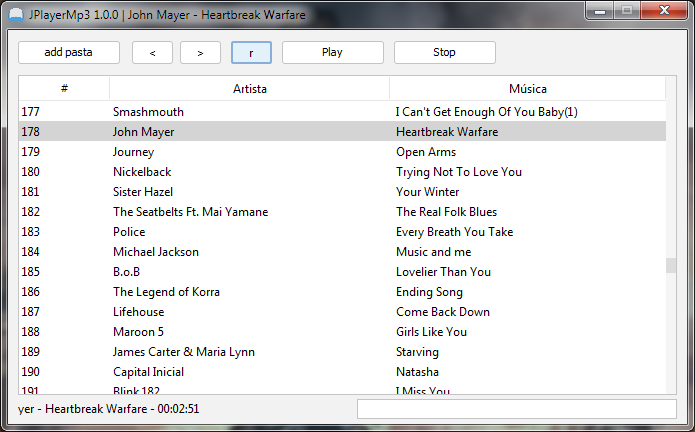 JPlayerMp3 1.0.0 | John Mayer - Heartbreak Warfare
add pasta < > r Play Stop
# Artista Música
177 Smashmouth I Can't Get Enough Of You Baby(1)
178 John Mayer Heartbreak Warfare
179 Journey Open Arms
180 Nickelback Trying Not To Love You
181 Sister Hazel Your Winter
182 The Seatbelts Ft. Mai Yamane The Real Folk Blues
183 Police Every Breath You Take
184 Michael Jackson Music and me
185 B.o.B Lovelier Than You
186 The Legend of Korra Ending Song
187 Lifehouse Come Back Down
188 Maroon 5 Girls Like You
189 James Carter & Maria Lynn Starving
190 Capital Inicial Natasha
191 Blink 182 I Miss You
yer - Heartbreak Warfare - 00:02:51